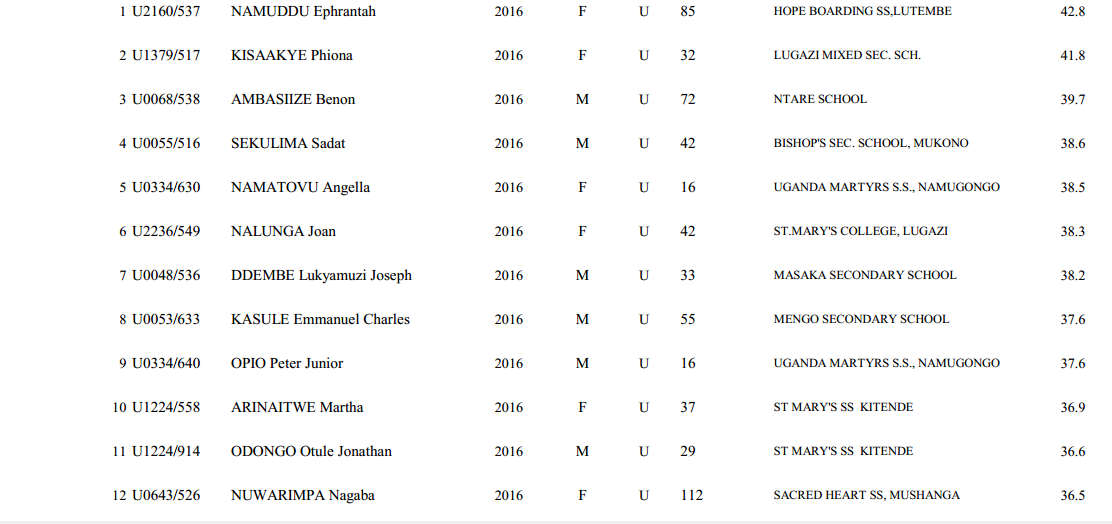 1 U2160/537 NAMUDDU Ephrantah 2016 F U 85 HOPE BOARDING SS,LUTEMBE 42.8
2 U1379/517 KISAAKYE Phiona 2016 F U 32 LUGAZI MIXED SEC. SCH. 41.8
3 U0068/538 AMBASIIZE Benon 2016 M U 72 NTARE SCHOOL 39.7
4 U0055/516 SEKULIMA Sadat 2016 M U 42 BISHOP'S SEC. SCHOOL, MUKONO 38.6
5 U0334/630 NAMATOVU Angella 2016 F U 16 UGANDA MARTYRS S.S., NAMUGONGO 38.5
6 U2236/549 NALUNGA Joan 2016 F U 42 ST.MARY'S COLLEGE, LUGAZI 38.3
7 U0048/536 DDEMBE Lukyamuzi Joseph 2016 M U 33 MASAKA SECONDARY SCHOOL 38.2
8 U0053/633 KASULE Emmanuel Charles 2016 M U 55 MENGO SECONDARY SCHOOL 37.6
9 U0334/640 OPIO Peter Junior 2016 M U 16 UGANDA MARTYRS S.S., NAMUGONGO 37.6
10 U1224/558 ARINAITWE Martha 2016 F U 37 ST MARY'S SS KITENDE 36.9
11 U1224/914 ODONGO Otule Jonathan 2016 M U 29 ST MARY'S SS KITENDE 36.6
12 U0643/526 NUWARIMPA Nagaba 2016 F U 112 SACRED HEART SS, MUSHANGA 36.5